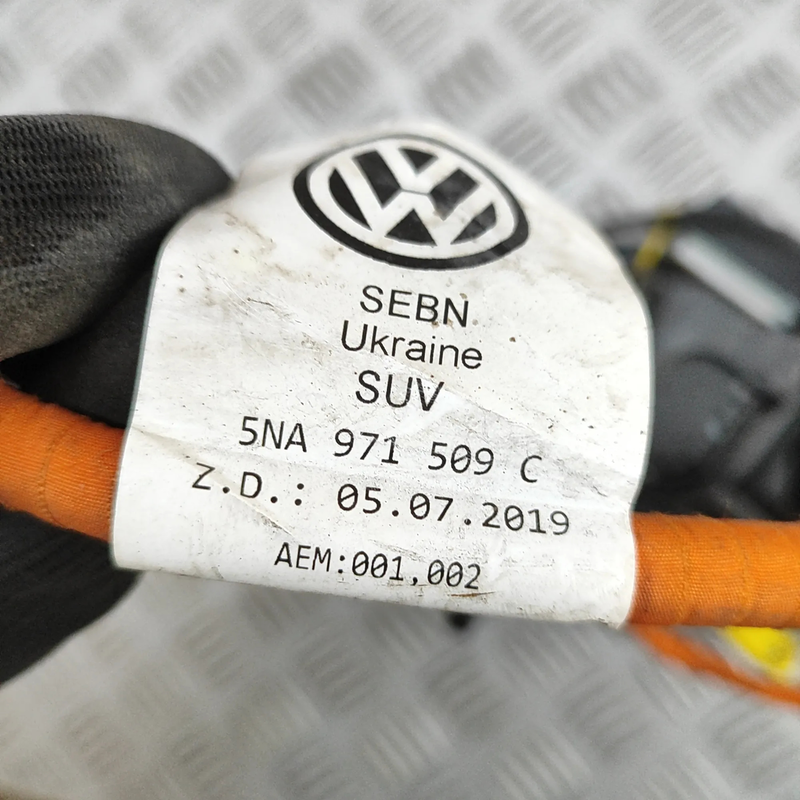 SEBN
Ukraine
SUV
5NA 971 509 C
Z.D.: 05.07.2019
AEM:001,002